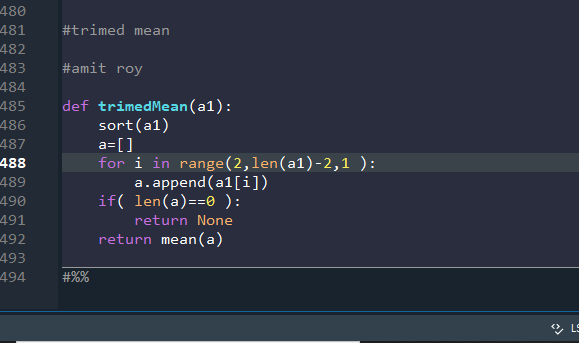 480
481 #trimed mean
482
483 #amit roy
484
485 def trimedMean(a1):
486     sort(a1)
487     a=[]
488     for i in range(2,len(a1)-2,1 ):
489         a.append(a1[i])
490     if( len(a)==0 ):
491         return None
492     return mean(a)
493
494 #%%
LS